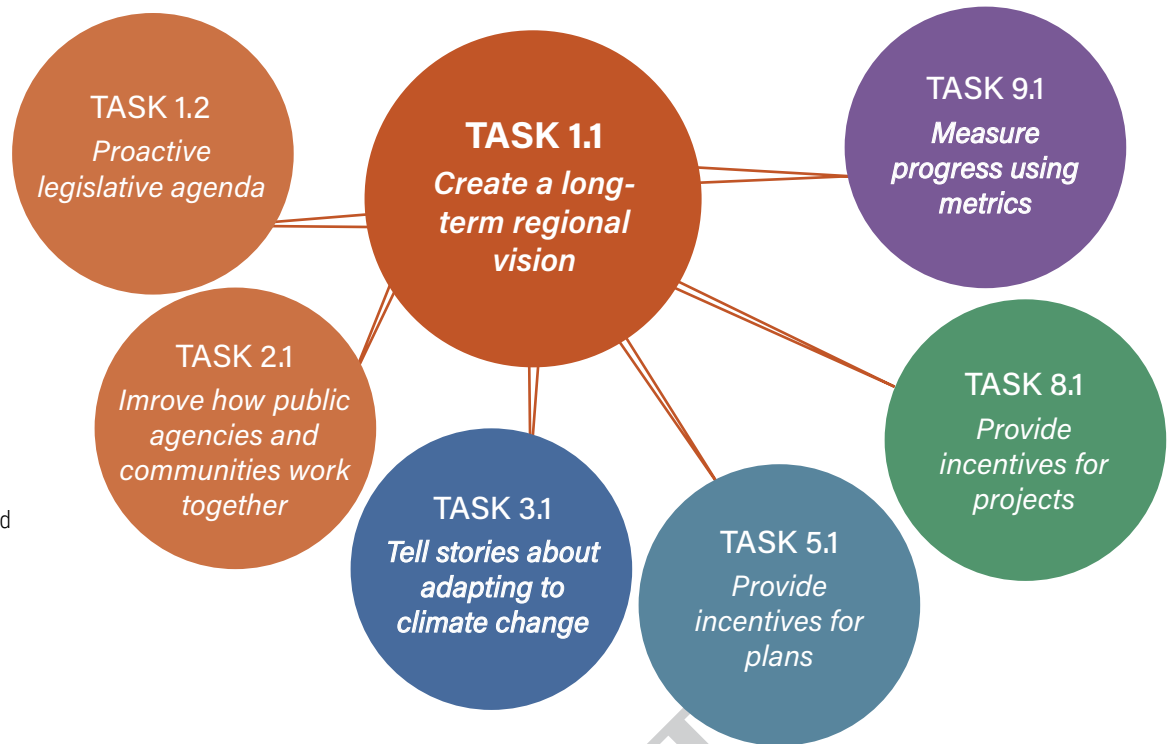 TASK 1.2
Proactive
legislative agenda
TASK 1.1
Create a long-
term regional
vision
TASK 9.1
Measure
progress using
metrics
TASK 2.1
Imrove how public
agencies and
communities work
together
d
TASK 3.1
Tell stories about
adapting to
climate change
TASK 5.1
Provide
incentives for
plans
TASK 8.1
Provide
incentives for
projects